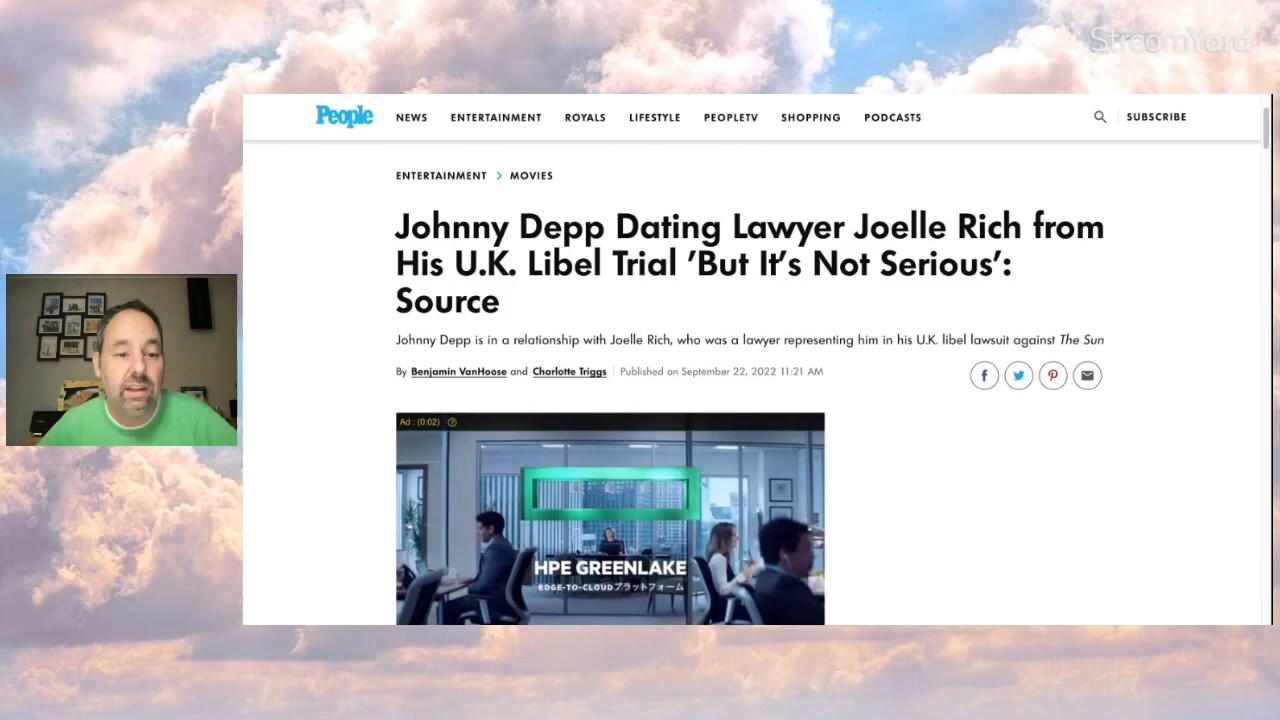 StreamYard
People
NEWS
ENTERTAINMENT
ROYALS
LIFESTYLE
PEOPLETV
SHOPPING
PODCASTS
SUBSCRIBE
ENTERTAINMENT > MOVIES
Johnny Depp Dating Lawyer Joelle Rich from
His U.K. Libel Trial 'But It's Not Serious':
Source
Johnny Depp is in a relationship with Joelle Rich, who was a lawyer representing him in his U.K. libel lawsuit against The Sun
By Benjamin VanHoose and Charlotte Triggs | Published on September 22, 2022 11:21 AM
Ad : (0:02)
HPE GREENLAKE
EDGE-TO-CLOUDプラットフォーム